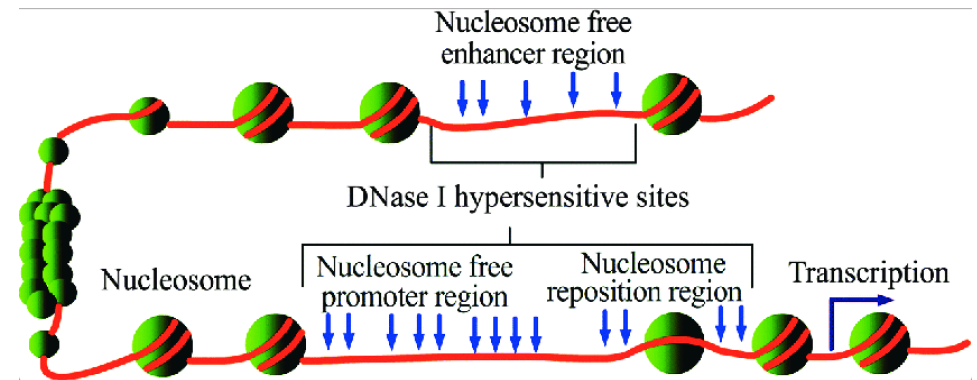 Nucleosome free
enhancer region
DNase I hypersensitive sites
Nucleosome
Nucleosome free
promoter region
Nucleosome
reposition region
Transcription